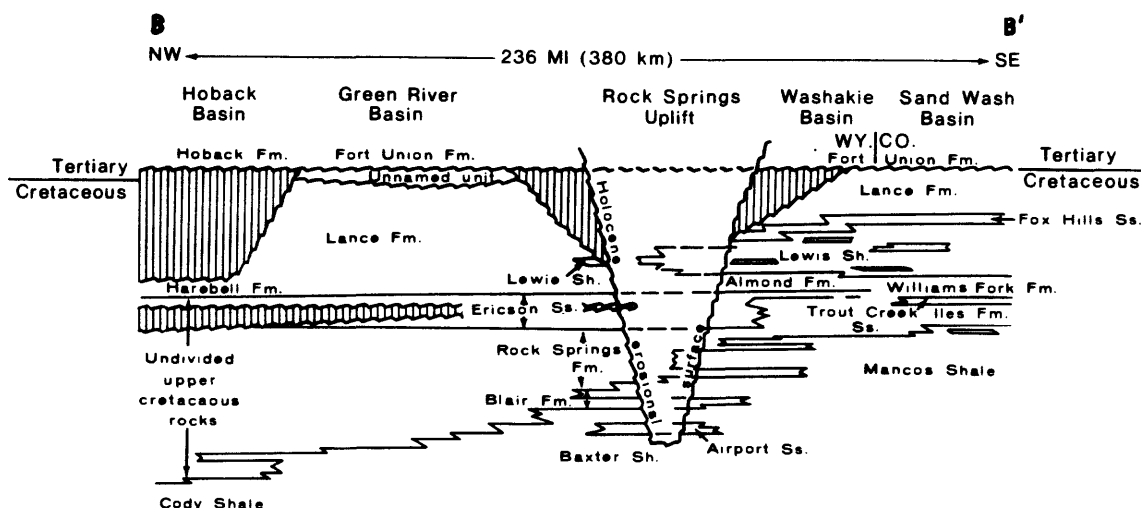 B
B'
NW
236 MI (380 km)
SE
Hoback
Basin
Green River
Basin
Rock Springs
Uplift
Washakie
Basin
Sand Wash
Basin
WY. CO.
Tertiary
Cretaceous
Hoback Fm.
Fort Union Fm.
Unnamed uni
Fort Union Fm.
Tertiary
Cretaceous
Lance Fm.
Holocene
erosional
surface
Lance Fm.
Fox Hills Ss.
Lewis Sh.
Lewis Sh.
Harebell Fm.
Almond Fm.
Williams Fork Fm.
Ericson Ss.
Trout Creek
Ss.
Iles Fm.
Undivided
upper
cretacaous
rocks
Rock Springs
Fm.
Mancos Shale
Blair Fm.
Airport Ss.
Baxter Sh.
Cody Shale